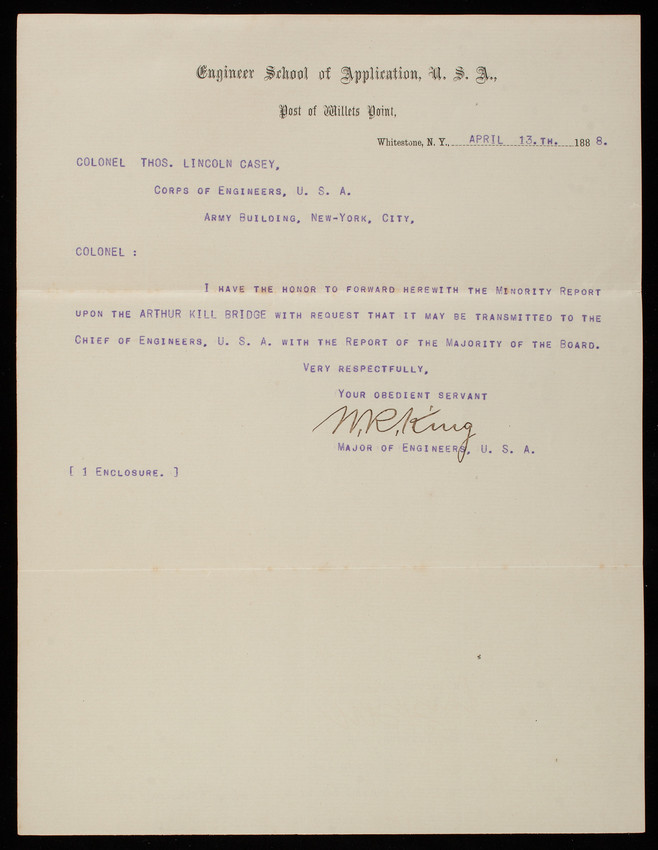 Engineer School of Application, U. S. A.,
Post of Willets Point,
Whitestone, N. Y., APRIL 13.TH. 1888.
COLONEL THOS. LINCOLN CASEY,
CORPS OF ENGINEERS, U. S. A.
ARMY BUILDING, NEW-YORK, CITY,
COLONEL :
I HAVE THE HONOR TO FORWARD HEREWITH THE MINORITY REPORT
UPON THE ARTHUR KILL BRIDGE WITH REQUEST THAT IT MAY BE TRANSMITTED TO THE
CHIEF OF ENGINEERS, U. S. A. WITH THE REPORT OF THE MAJORITY OF THE BOARD.
VERY RESPECTFULLY,
YOUR OBEDIENT SERVANT
W.R.King
MAJOR OF ENGINEERS, U. S. A.
[ 1 ENCLOSURE. ]